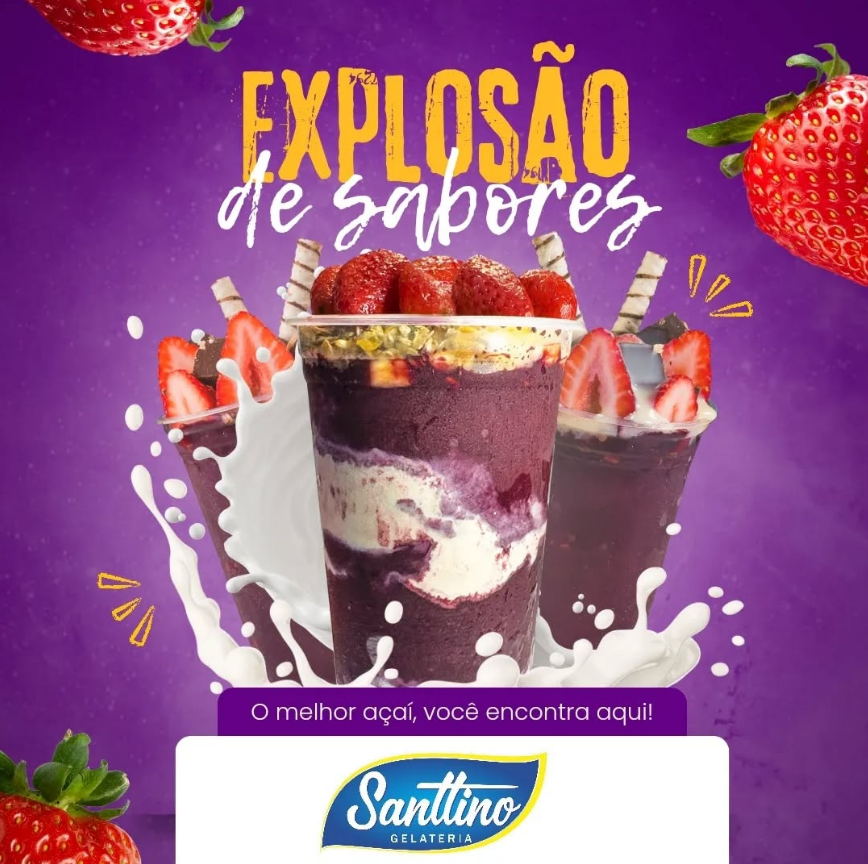 EXPLOSÃO
de sabores
O melhor açaí, você encontra aqui!
Santtino
GELATERIA